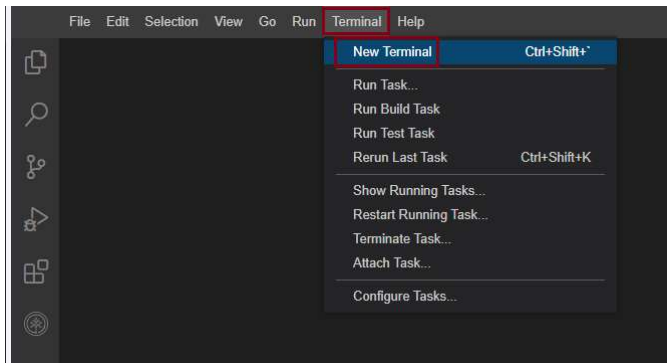 File Edit Selection View Go Run Terminal Help
New Terminal Ctrl+Shift+`
Run Task...
Run Build Task
Run Test Task
Rerun Last Task Ctrl+Shift+K
Show Running Tasks...
Restart Running Task...
Terminate Task...
Attach Task...
Configure Tasks...